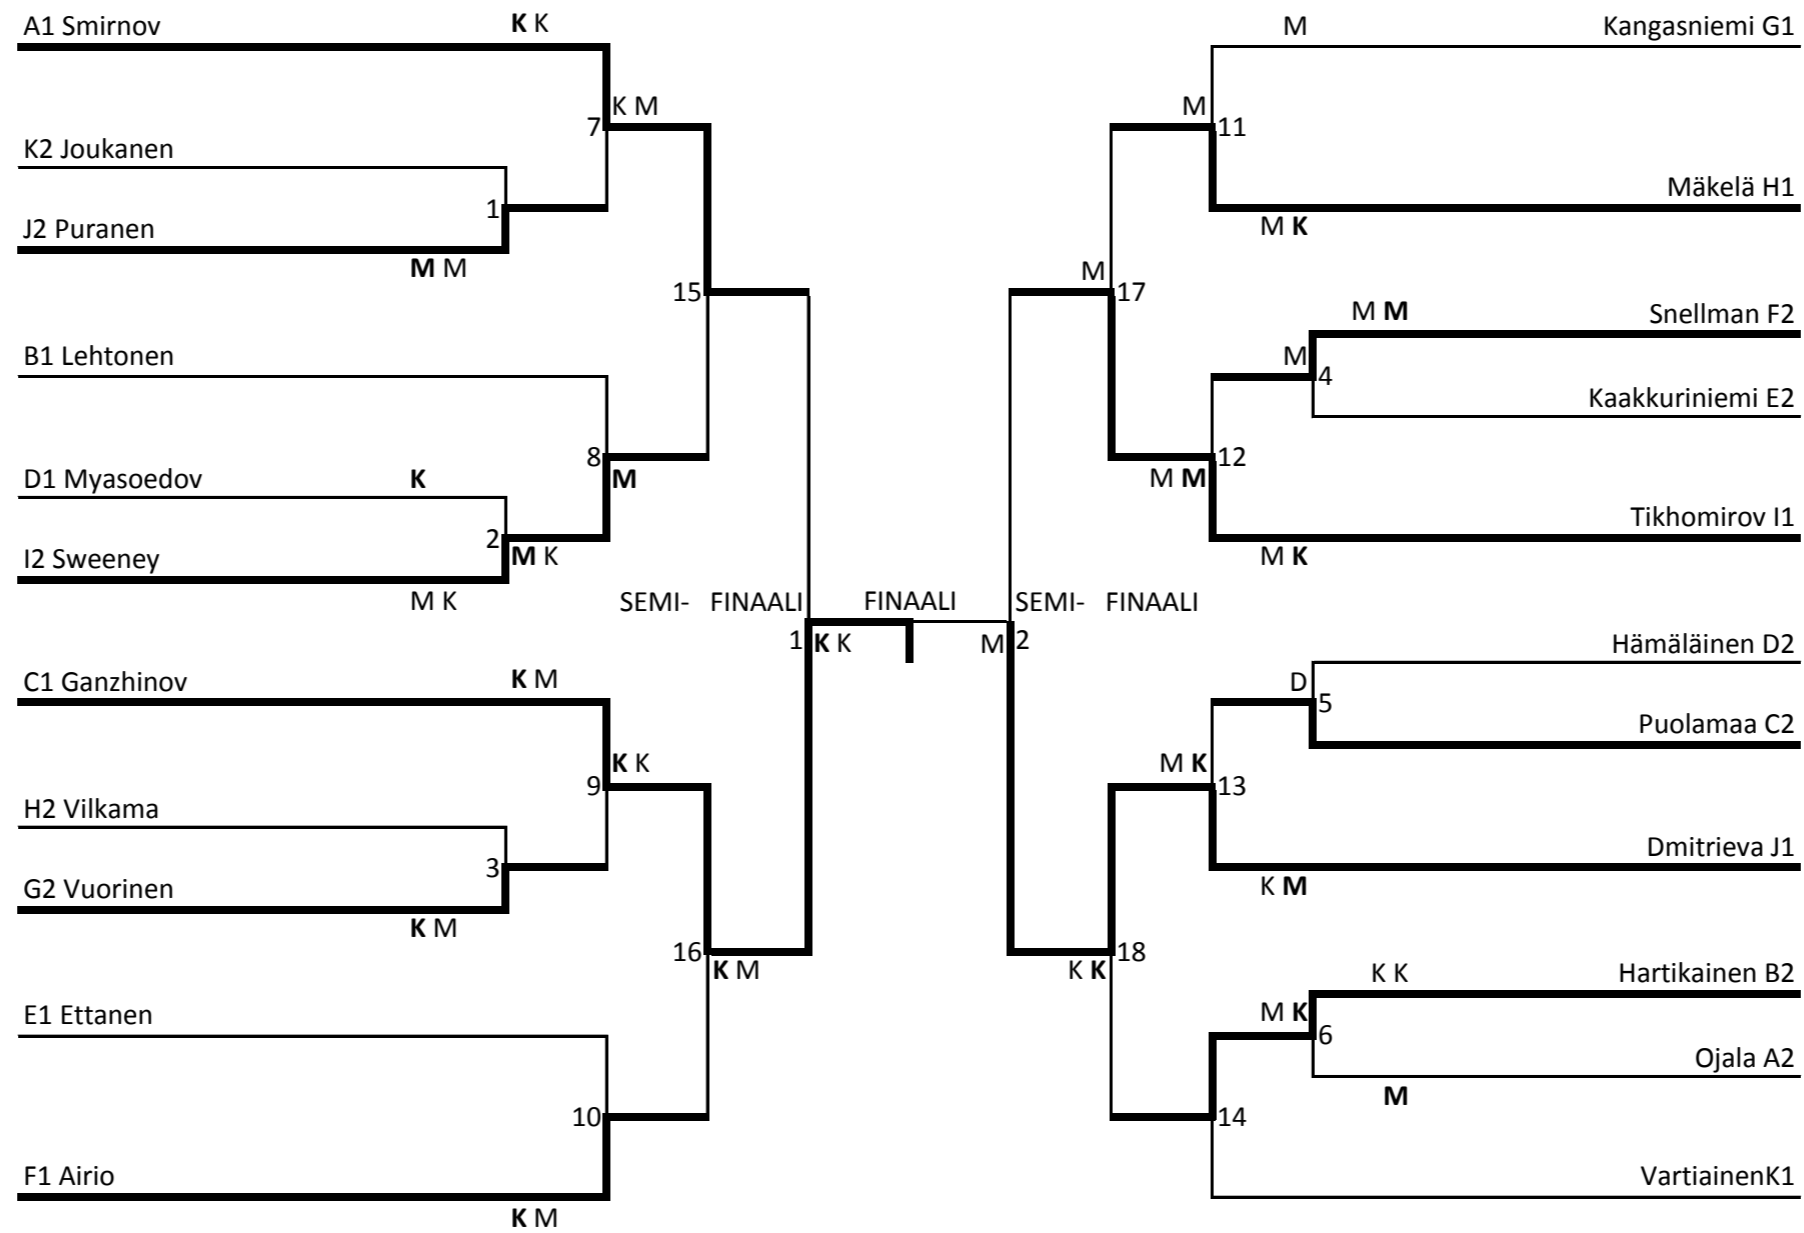 A1 Smirnov K K
7 K M
K2 Joukanen
1
J2 Puranen
M M
15
B1 Lehtonen
8 M
D1 Myasoedov K
2 M K
I2 Sweeney
M K
SEMI- FINAALI
1 K K
C1 Ganzhinov K M
9 K K
H2 Vilkama
3
G2 Vuorinen
K M
16 K M
E1 Ettanen
10
F1 Airio
K M
FINAALI
M Kangasniemi G1
M 11
Mäkelä H1
M K
M 17
M M Snellman F2
M 4
Kaakkuriniemi E2
12
M M
Tikhomirov I1
M K
SEMI- FINAALI
M 2
Hämäläinen D2
D 5
Puolamaa C2
M K 13
Dmitrieva J1
K M
18
K K
K K Hartikainen B2
M K 6
Ojala A2
M
14
VartiainenK1